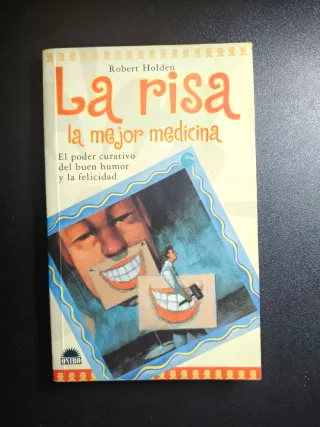 Robert Holden
La risa
la mejor medicina
El poder curativo
del buen humor
y la felicidad
ONIRO